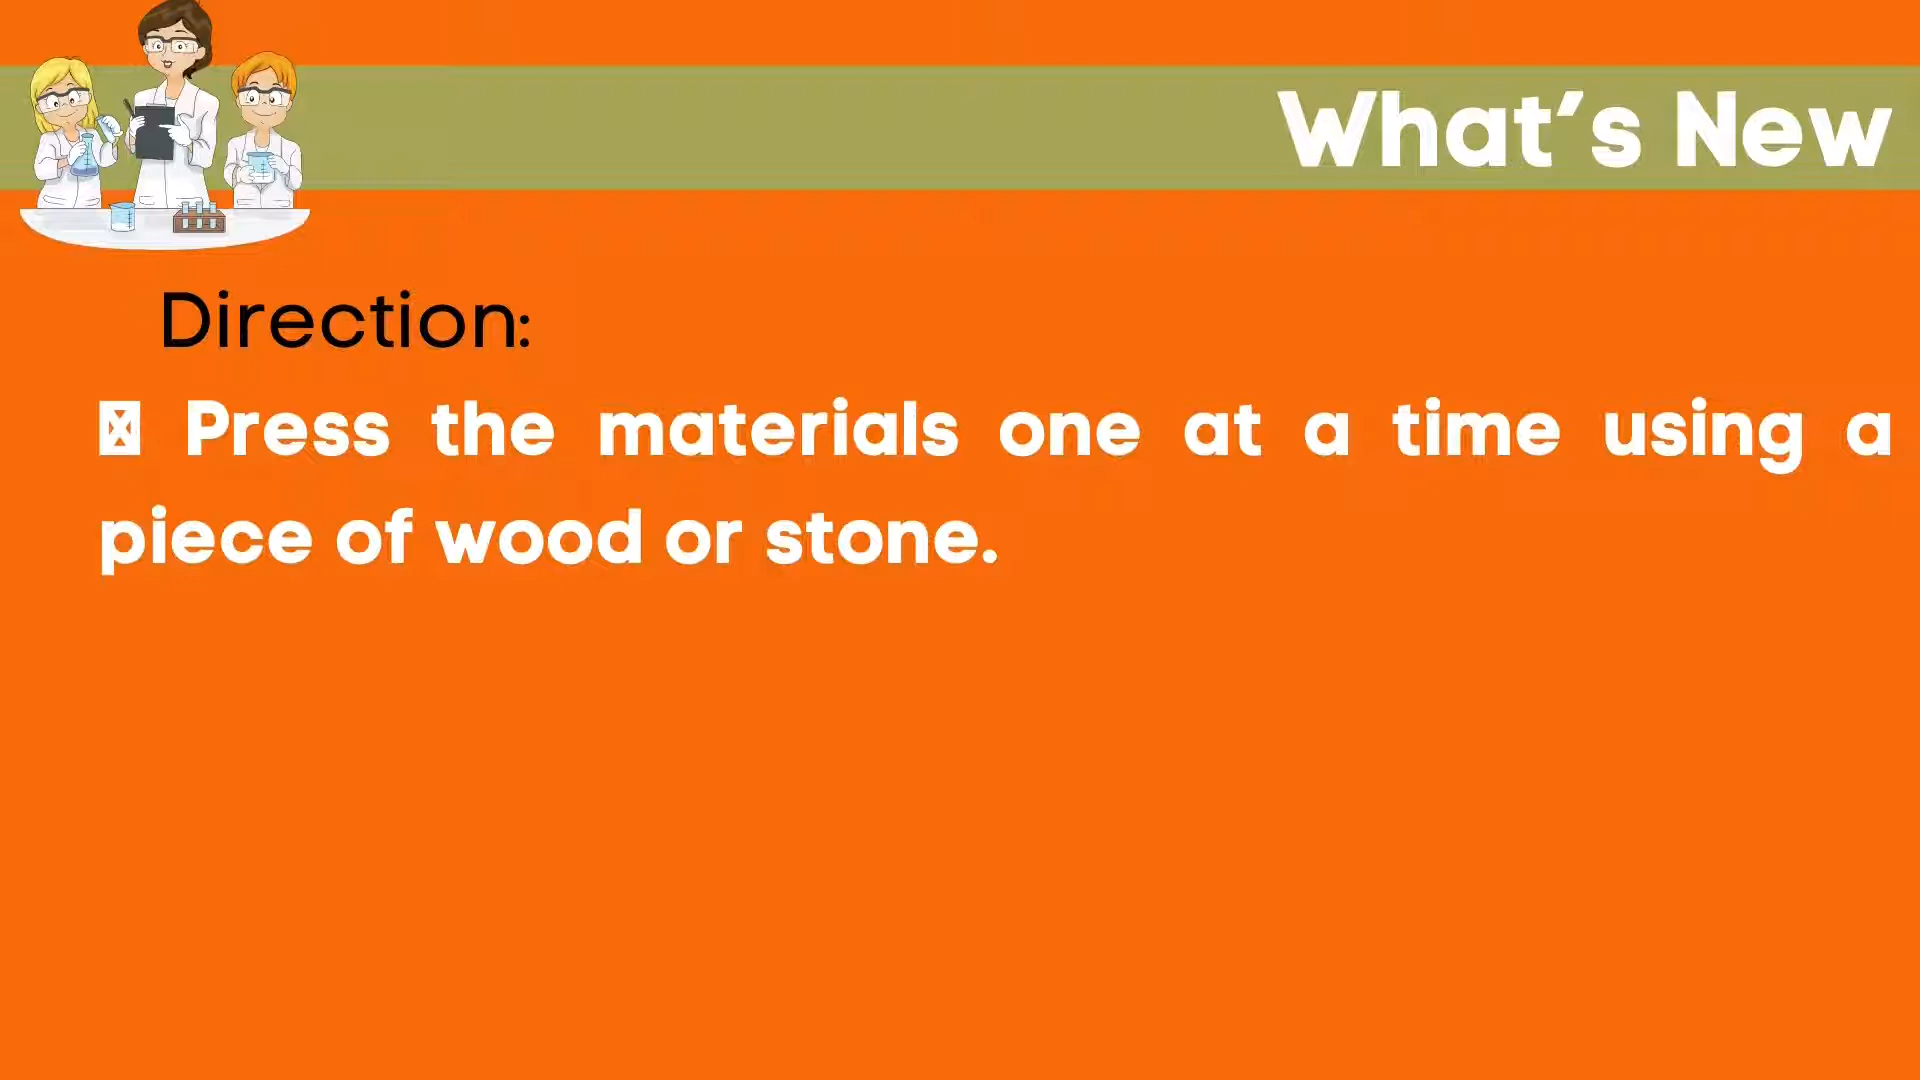 What's New
Direction:
Press the materials one at a time using a
piece of wood or stone.